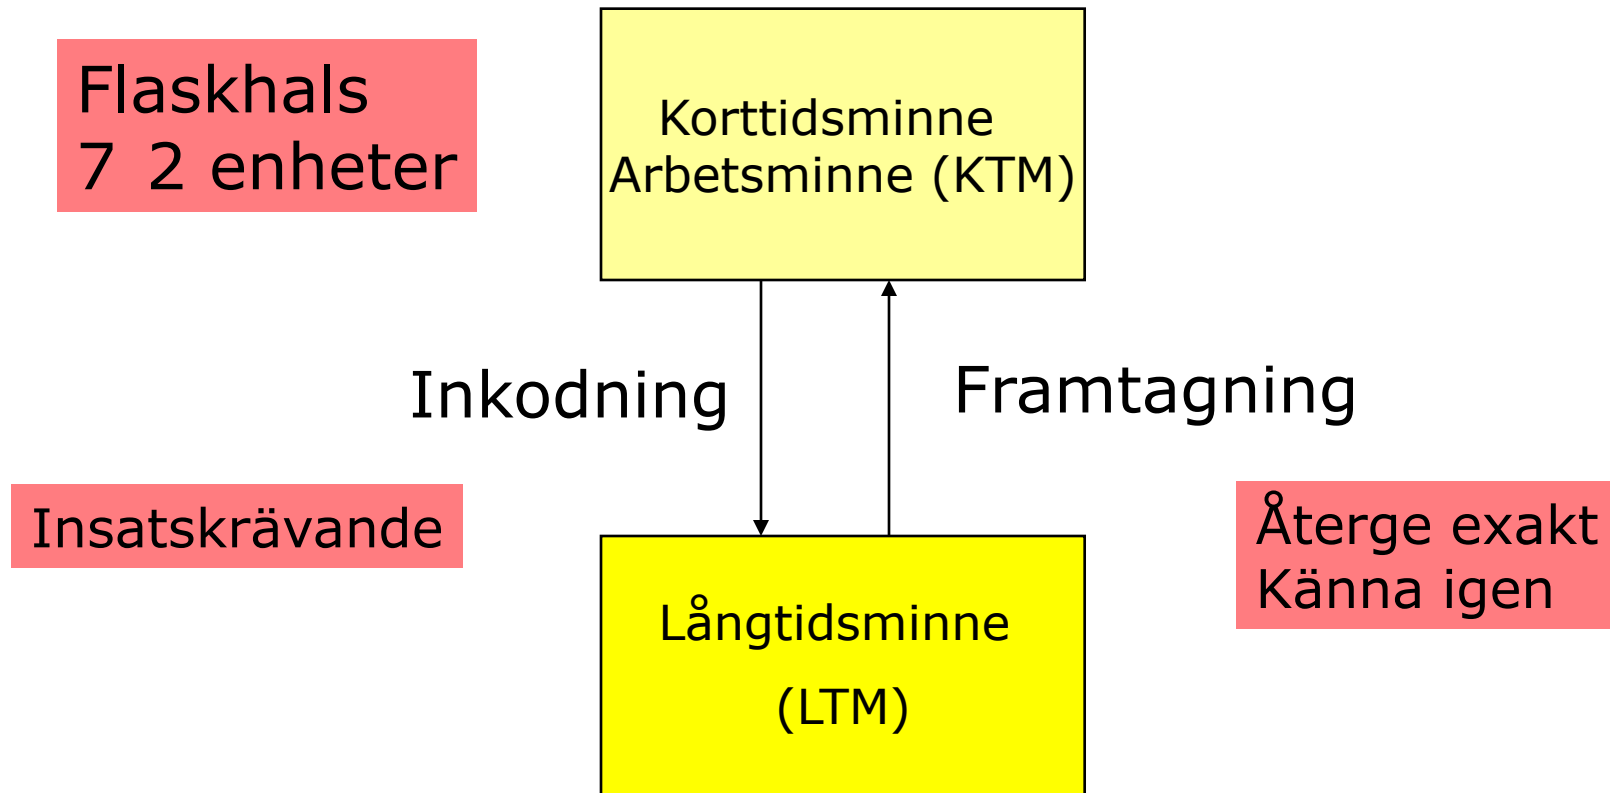 Flaskhals
7 2 enheter
Korttidsminne
Arbetsminne (KTM)
Inkodning
Framtagning
Insatskrävande
Återge exakt
Känna igen
Långtidsminne
(LTM)